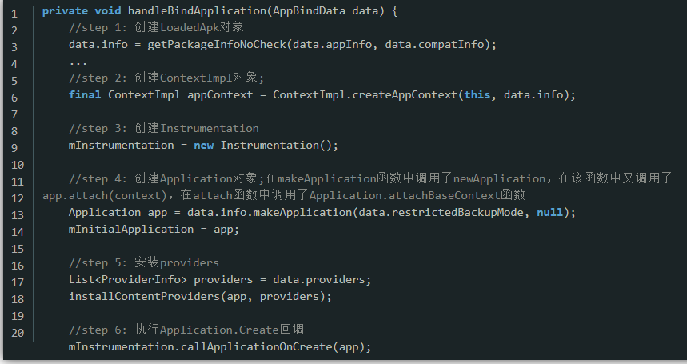 1 private void handleBindApplication(AppBindData data) {
2 //step 1: 创建LoadedApk对象
3 data.info = getPackageInfoNoCheck(data.appInfo, data.compatInfo);
4 ...
5 //step 2: 创建ContextImpl对象;
6 final ContextImpl appContext = ContextImpl.createAppContext(this, data.info);
7
8 //step 3: 创建Instrumentation
9 mInstrumentation = new Instrumentation();
10
11 //step 4: 创建Application对象;在makeApplication函数中调用了newApplication，在该函数中又调用了
12 app.attach(context)，在attach函数中调用了Application.attachBaseContext函数
13 Application app = data.info.makeApplication(data.restrictedBackupMode, null);
14 mInitialApplication = app;
15
16 //step 5: 安装providers
17 List<ProviderInfo> providers = data.providers;
18 installContentProviders(app, providers);
19
20 //step 6: 执行Application.Create回调
mInstrumentation.callApplicationOnCreate(app);